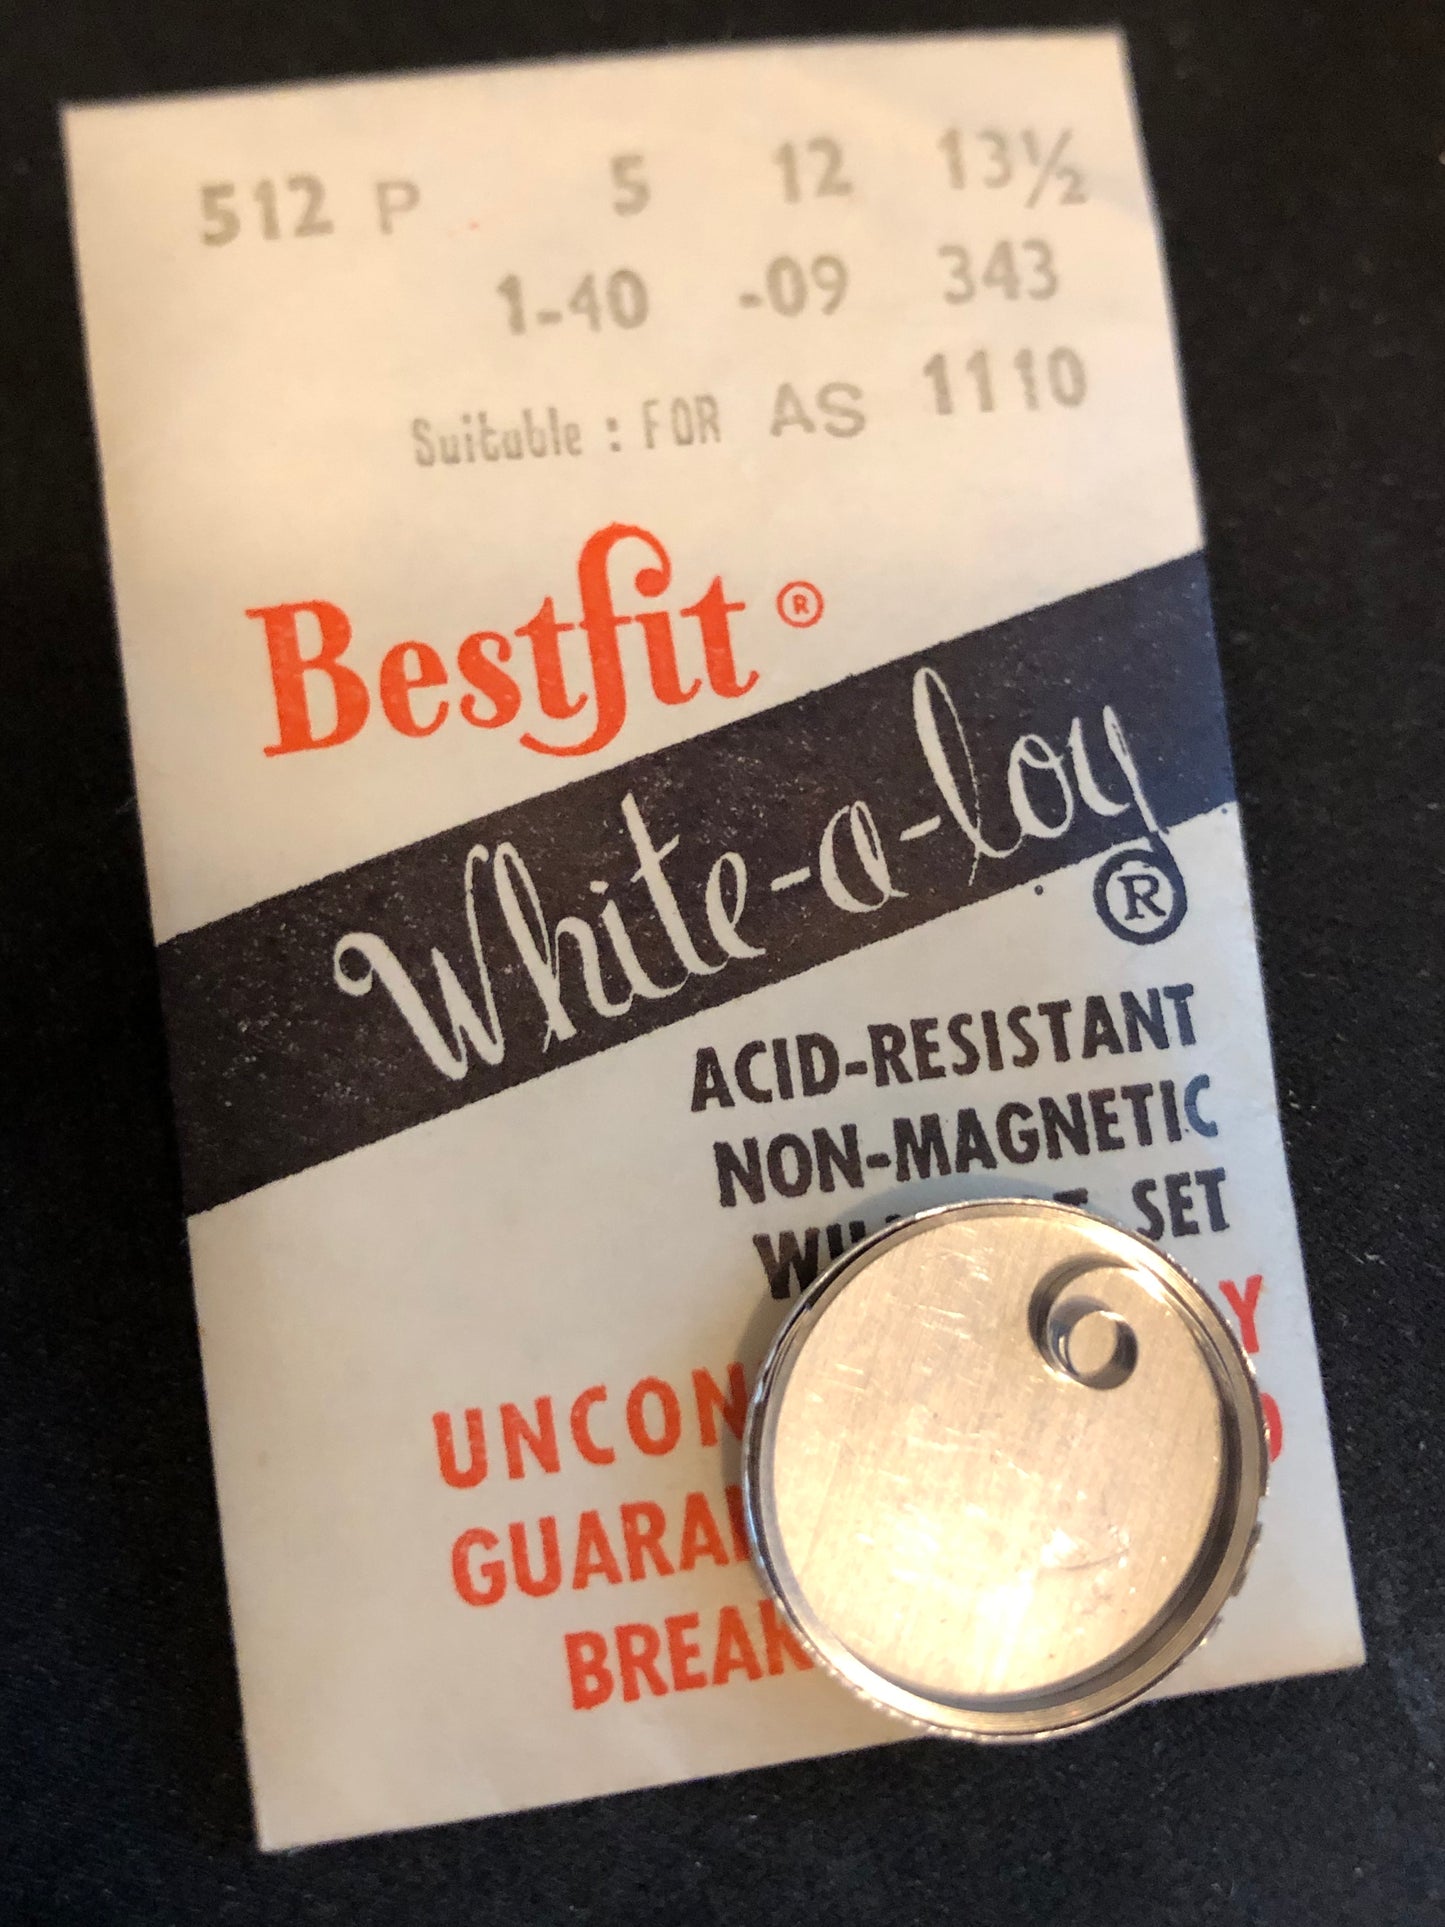 512 P 5 12 13½
1-40 -09 343
Suitable : FOR AS 1110
Bestfit ®
White-a-loy
®
ACID-RESISTANT
NON-MAGNETIC
SET